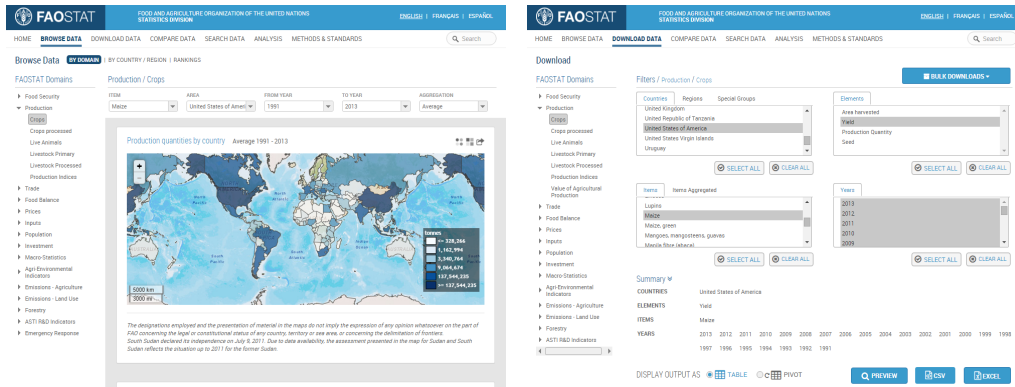 FAOSTAT
FOOD AND AGRICULTURE ORGANIZATION OF THE UNITED NATIONS
STATISTICS DIVISION
ENGLISH | FRANÇAIS | ESPAÑOL
HOME BROWSE DATA DOWNLOAD DATA COMPARE DATA SEARCH DATA ANALYSIS METHODS & STANDARDS
Search
Browse Data BY DOMAIN | BY COUNTRY / REGION | RANKINGS
FAOSTAT Domains
Food Security
Production
Crops
Crops processed
Live Animals
Livestock Primary
Livestock Processed
Production Indices
Trade
Food Balance
Prices
Inputs
Population
Investment
Macro-Statistics
Agri-Environmental
Indicators
Emissions - Agriculture
Emissions - Land Use
Forestry
ASTI R&D Indicators
Emergency Response
Production / Crops
ITEM AREA FROM YEAR TO YEAR AGGREGATION
Maize United States of Ameri 1991 2013 Average
Production quantities by country Average 1991 - 2013
+
North
Pacific
North
Atlantic
North
Pacific
South
Pacific
South
Atlantic
Indian
Ocean
AUSTRALIA
tonnes
<= 328,266
1,162,994
3,340,764
9,064,674
137,544,235
>= 137,544,235
5000 km
3000 mi
The designations employed and the presentation of material in the maps do not imply the expression of any opinion whatsoever on the part of
FAO concerning the legal or constitutional status of any country, territory or sea area, or concerning the delimitation of frontiers.
South Sudan declared its independence on July 9, 2011. Due to data availability, the assessment presented in the map for Sudan and South
Sudan reflects the situation up to 2011 for the former Sudan.
FAOSTAT
FOOD AND AGRICULTURE ORGANIZATION OF THE UNITED NATIONS
STATISTICS DIVISION
ENGLISH | FRANÇAIS | ESPAÑOL
HOME BROWSE DATA DOWNLOAD DATA COMPARE DATA SEARCH DATA ANALYSIS METHODS & STANDARDS
Search
Download
FAOSTAT Domains
Food Security
Production
Crops
Crops processed
Live Animals
Livestock Primary
Livestock Processed
Production Indices
Value of Agricultural
Production
Trade
Food Balance
Prices
Inputs
Population
Investment
Macro-Statistics
Agri-Environmental
Indicators
Emissions - Agriculture
Emissions - Land Use
Forestry
ASTI R&D Indicators
Filters / Production / Crops
BULK DOWNLOADS
Countries Regions Special Groups
United Kingdom
United Republic of Tanzania
United States of America
United States Virgin Islands
Uruguay
SELECT ALL CLEAR ALL
Elements
Area harvested
Yield
Production Quantity
Seed
SELECT ALL CLEAR ALL
Items Items Aggregated
Lupins
Maize
Maize, green
Mangoes, mangosteens, guavas
Manila fibre (abaca)
SELECT ALL CLEAR ALL
Years
2013
2012
2011
2010
2009
SELECT ALL CLEAR ALL
Summary
COUNTRIES United States of America
ELEMENTS Yield
ITEMS Maize
YEARS 2013 2012 2011 2010 2009 2008 2007 2006 2005 2004 2003 2002 2001 2000 1999 1998
1997 1996 1995 1994 1993 1992 1991
DISPLAY OUTPUT AS TABLE PIVOT
PREVIEW CSV EXCEL